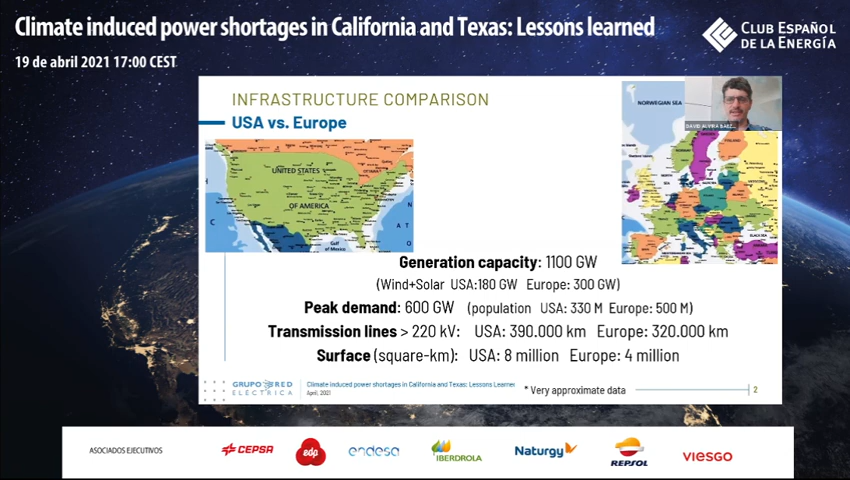 Climate induced power shortages in California and Texas: Lessons learned
CLUB ESPAÑOL
DE LA ENERGÍA
19 de abril 2021 17:00 CEST
INFRASTRUCTURE COMPARISON
USA vs. Europe
NORWEGIAN SEA
UNITED STATES
OF AMERICA
Gulf
of Mexico
BLACK SEA
Generation capacity: 1100 GW
(Wind+Solar USA:180 GW Europe: 300 GW)
Peak demand: 600 GW (population USA: 330 M Europe: 500 M)
Transmission lines > 220 kV: USA: 390.000 km Europe: 320.000 km
Surface (square-km): USA: 8 million Europe: 4 million
GRUPO RED
ELÉCTRICA
Climate induced power shortages in California and Texas: Lessons Learned
April, 2021
* Very approximate data
2
ASOCIADOS EJECUTIVOS
CEPSA
edp
endesa
IBERDROLA
Naturgy
REPSOL
VIESGO